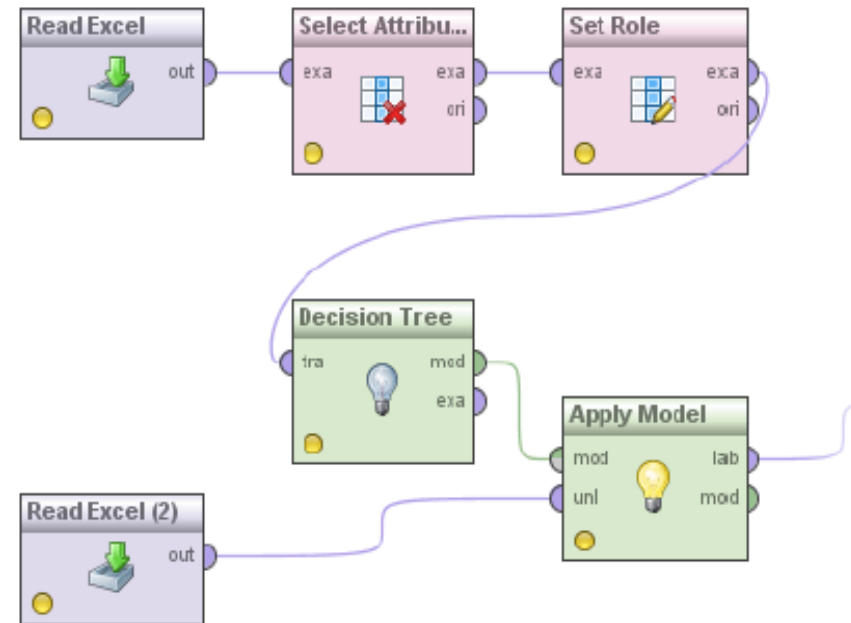 Read Excel
out
Select Attribu...
exa
exa
ori
Set Role
exa
exa
ori
Decision Tree
tra
mod
exa
Apply Model
mod
lab
unl
mod
Read Excel (2)
out